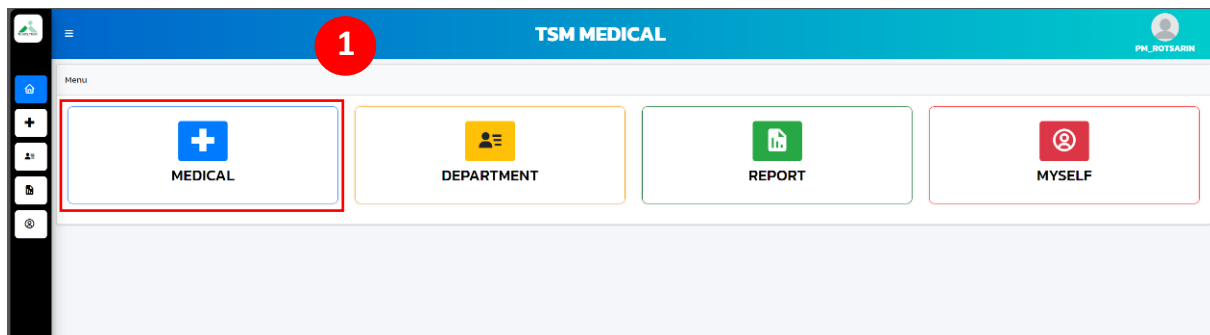 TSM MEDICAL
1
PM_ROTSARIN
Menu
MEDICAL
DEPARTMENT
REPORT
MYSELF